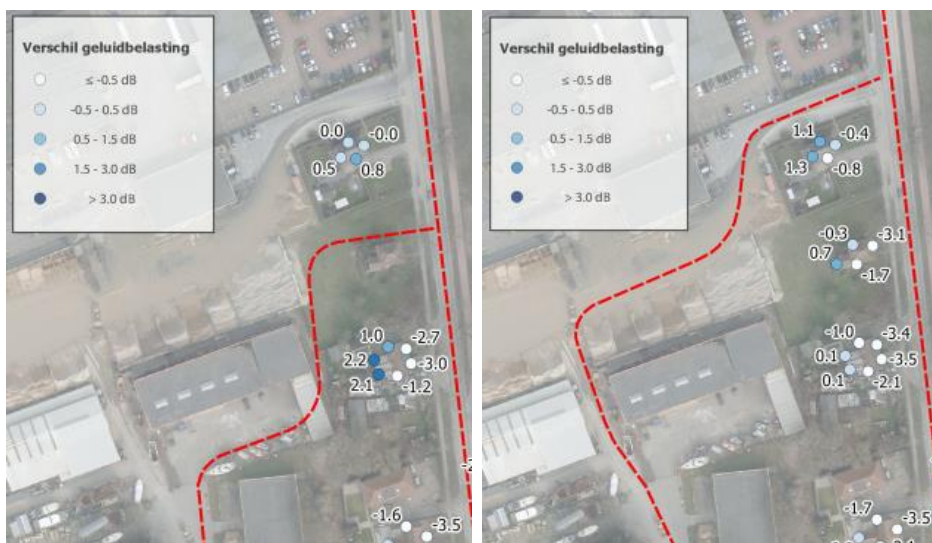 Verschil geluidbelasting
≤ -0.5 dB
-0.5 - 0.5 dB
0.5 - 1.5 dB
1.5 - 3.0 dB
> 3.0 dB
0.0
-0.0
0.5
0.8
1.0
-2.7
2.2
-3.0
2.1
-1.2
-1.6
-3.5
Verschil geluidbelasting
≤ -0.5 dB
-0.5 - 0.5 dB
0.5 - 1.5 dB
1.5 - 3.0 dB
> 3.0 dB
1.1
-0.4
1.3
-0.8
-0.3
-3.1
0.7
-1.7
-1.0
-3.4
0.1
-3.5
0.1
-2.1
-1.7
-3.5